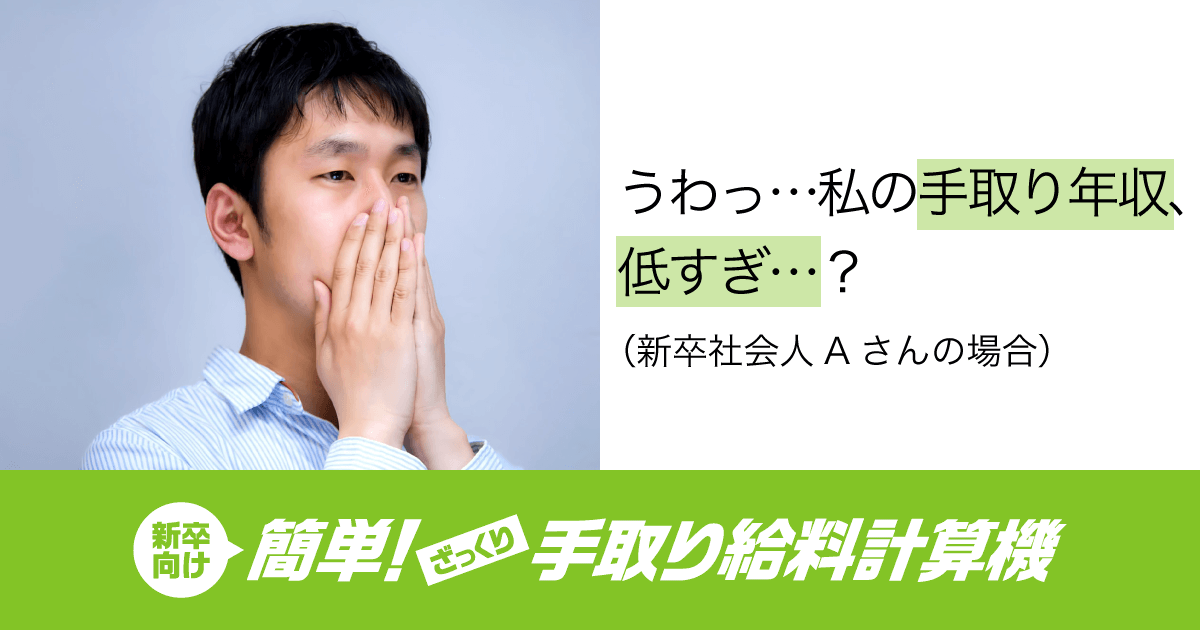 うわっ…私の手取り年収、
低すぎ…？
（新卒社会人 A さんの場合）
新卒
向け
簡単！ざっくり手取り給料計算機